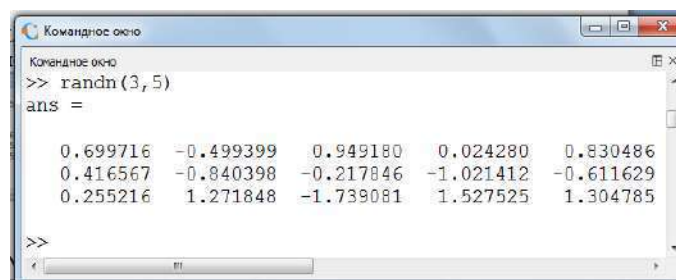 Командное окно
Командное окно
>> randn(3,5)
ans =
0.699716 -0.499399 0.949180 0.024280 0.830486
0.416567 -0.840398 -0.217846 -1.021412 -0.611629
0.255216 1.271848 -1.739081 1.527525 1.304785
>>